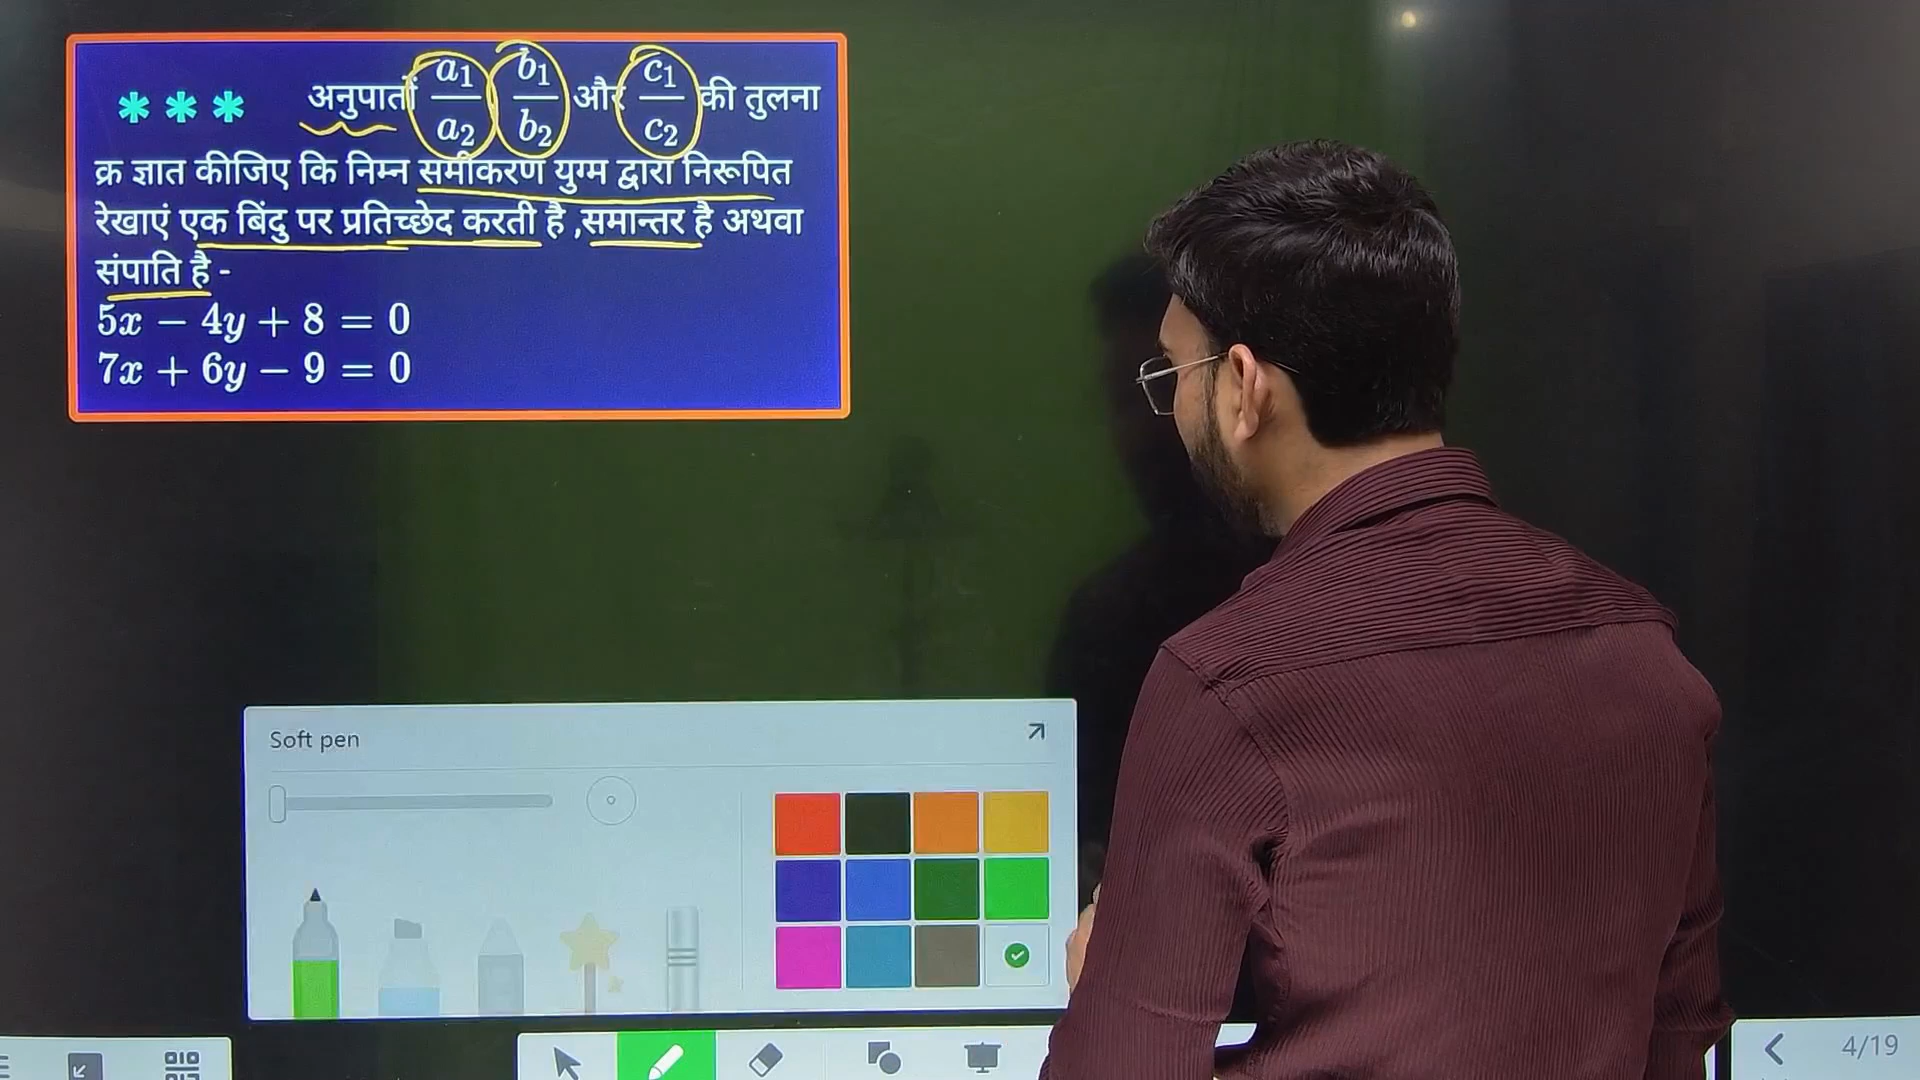 *** अनुपातों a₁/a₂ b₁/b₂ और c₁/c₂ की तुलना
क्र ज्ञात कीजिए कि निम्न समीकरण युग्म द्वारा निरूपित
रेखाएं एक बिंदु पर प्रतिच्छेद करती है ,समान्तर है अथवा
संपाति है -
5x − 4y + 8 = 0
7x + 6y − 9 = 0
Soft pen
4/19